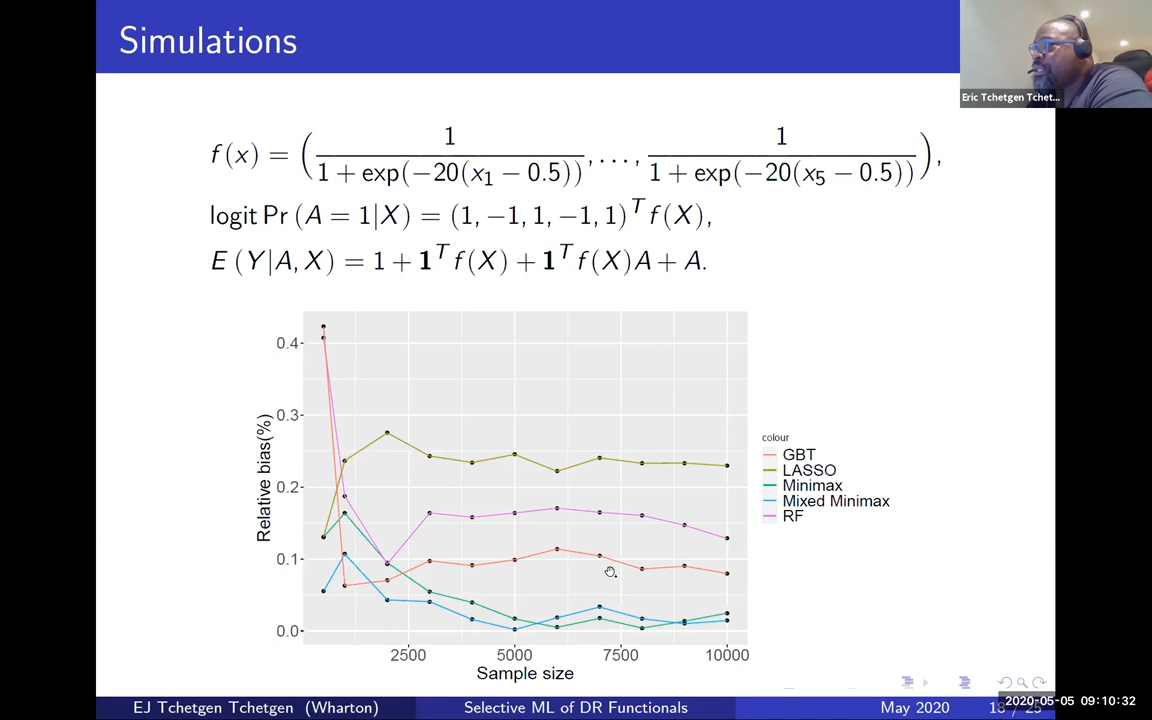 Simulations
Eric Tchetgen Tchet...
f(x) = ( 1 / (1 + exp(−20(x₁ − 0.5))), . . . , 1 / (1 + exp(−20(x₅ − 0.5))) ),
logit Pr (A = 1|X) = (1, −1, 1, −1, 1)ᵀ f(X),
E (Y|A, X) = 1 + 1ᵀ f(X) + 1ᵀ f(X)A + A.
0.4
0.3
0.2
0.1
0.0
Relative bias(%)
2500 5000 7500 10000
Sample size
colour
GBT
LASSO
Minimax
Mixed Minimax
RF
EJ Tchetgen Tchetgen (Wharton) Selective ML of DR Functionals May 2020
2020-05-05 09:10:32